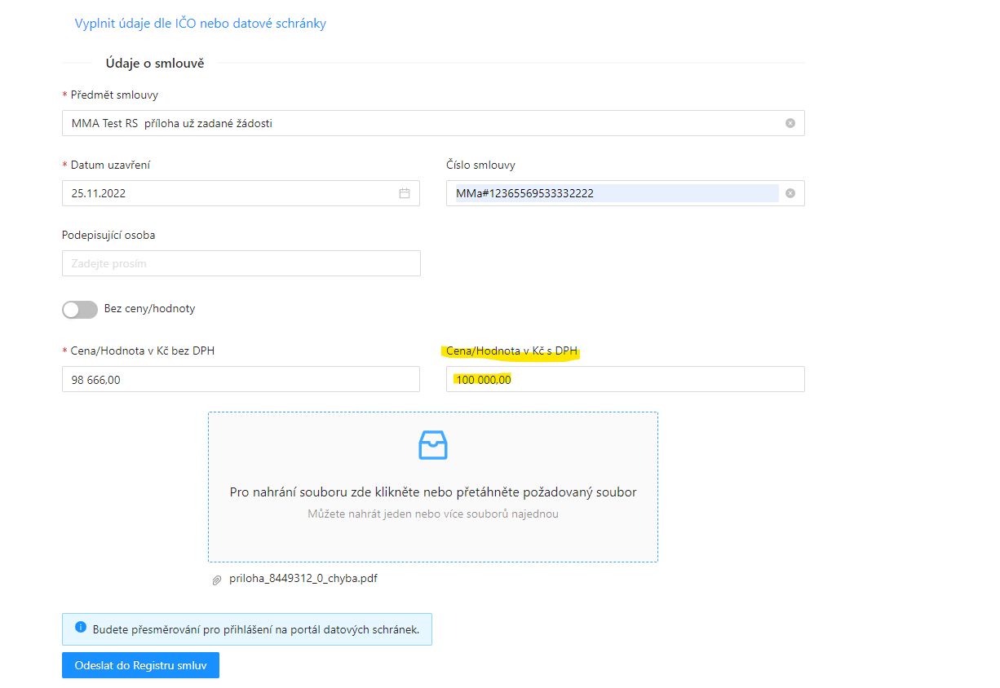 Vyplnit údaje dle IČO nebo datové schránky
Údaje o smlouvě
* Předmět smlouvy
MMA Test RS  příloha už zadané žádosti
* Datum uzavření
Číslo smlouvy
25.11.2022
MMa#12365569533332222
Podepisující osoba
Zadejte prosím
Bez ceny/hodnoty
* Cena/Hodnota v Kč bez DPH
Cena/Hodnota v Kč s DPH
98 666,00
100 000,00
Pro nahrání souboru zde klikněte nebo přetáhněte požadovaný soubor
Můžete nahrát jeden nebo více souborů najednou
priloha_8449312_0_chyba.pdf
Budete přesměrování pro přihlášení na portál datových schránek.
Odeslat do Registru smluv